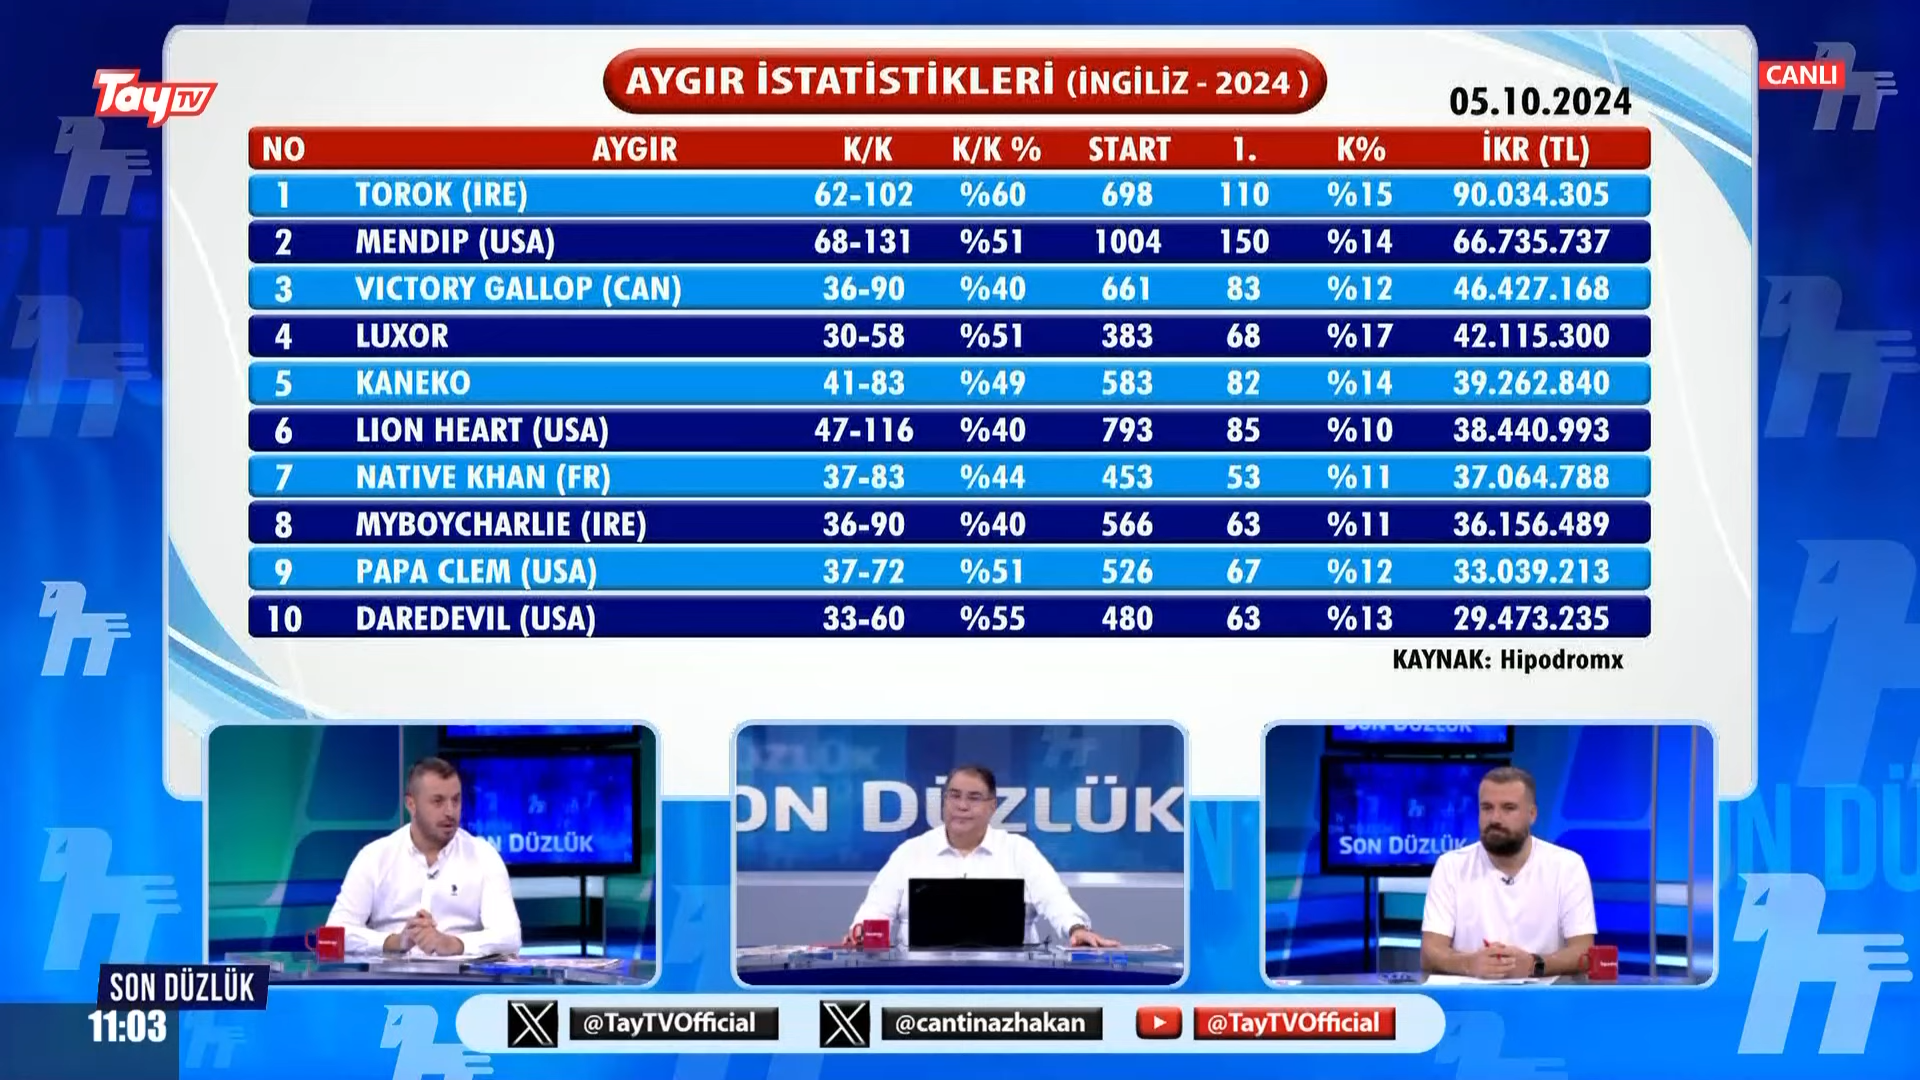 Tay TV
AYGIR İSTATİSTİKLERİ (İNGİLİZ - 2024 )
CANLI
05.10.2024
NO AYGIR K/K K/K % START 1. K% İKR (TL)
1 TOROK (IRE) 62-102 %60 698 110 %15 90.034.305
2 MENDIP (USA) 68-131 %51 1004 150 %14 66.735.737
3 VICTORY GALLOP (CAN) 36-90 %40 661 83 %12 46.427.168
4 LUXOR 30-58 %51 383 68 %17 42.115.300
5 KANEKO 41-83 %49 583 82 %14 39.262.840
6 LION HEART (USA) 47-116 %40 793 85 %10 38.440.993
7 NATIVE KHAN (FR) 37-83 %44 453 53 %11 37.064.788
8 MYBOYCHARLIE (IRE) 36-90 %40 566 63 %11 36.156.489
9 PAPA CLEM (USA) 37-72 %51 526 67 %12 33.039.213
10 DAREDEVIL (USA) 33-60 %55 480 63 %13 29.473.235
KAYNAK: Hipodromx
N DÜZLÜK
ON DÜZLÜK
SON DÜZLÜK
SON DÜZLÜK
11:03
@TayTVOfficial
@cantinazhakan
@TayTVOfficial